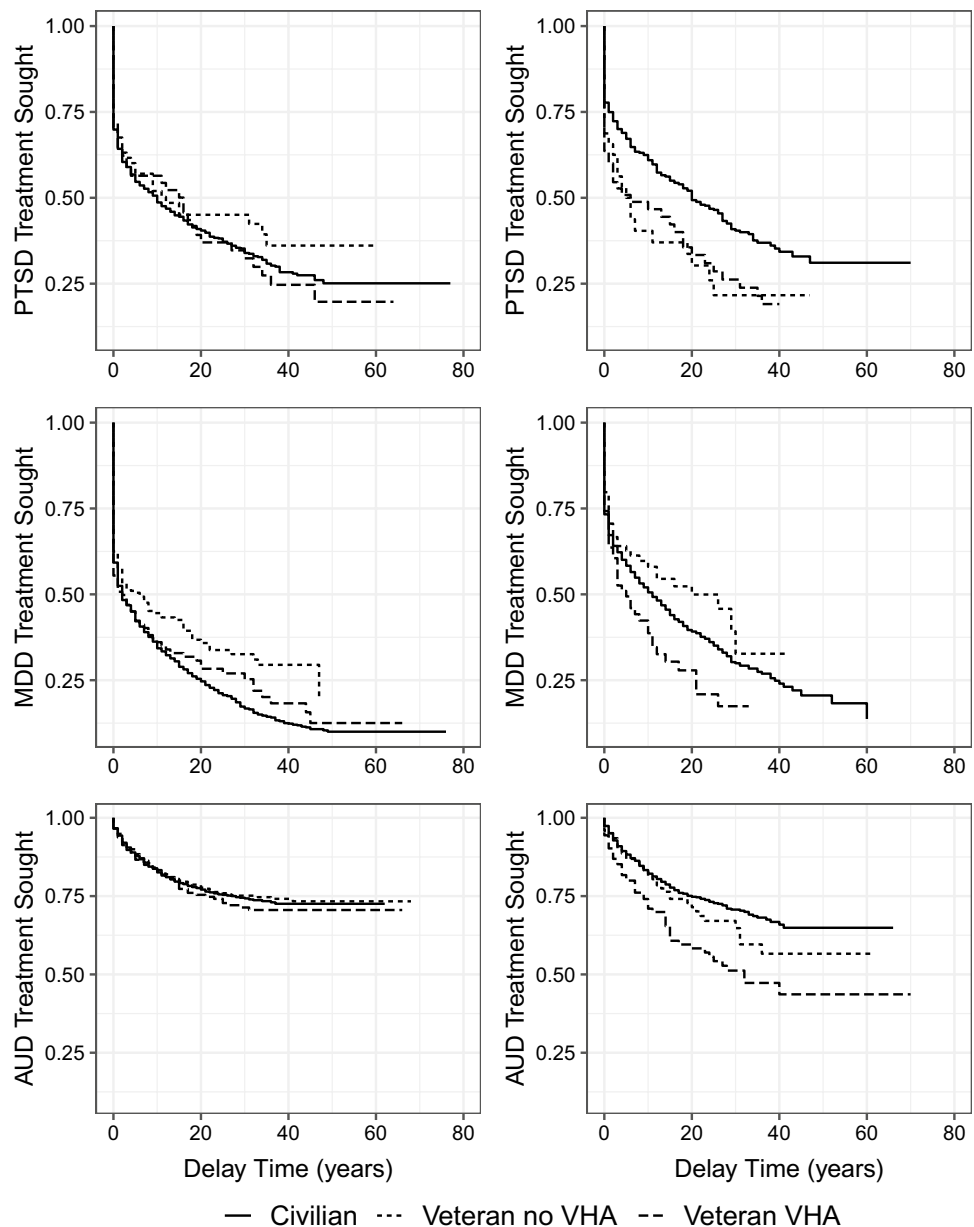 PTSD Treatment Sought
1.00
0.75
0.50
0.25
0 20 40 60 80
PTSD Treatment Sought
1.00
0.75
0.50
0.25
0 20 40 60 80
MDD Treatment Sought
1.00
0.75
0.50
0.25
0 20 40 60 80
MDD Treatment Sought
1.00
0.75
0.50
0.25
0 20 40 60 80
AUD Treatment Sought
1.00
0.75
0.50
0.25
0 20 40 60 80
Delay Time (years)
AUD Treatment Sought
1.00
0.75
0.50
0.25
0 20 40 60 80
Delay Time (years)
Civilian Veteran no VHA Veteran VHA